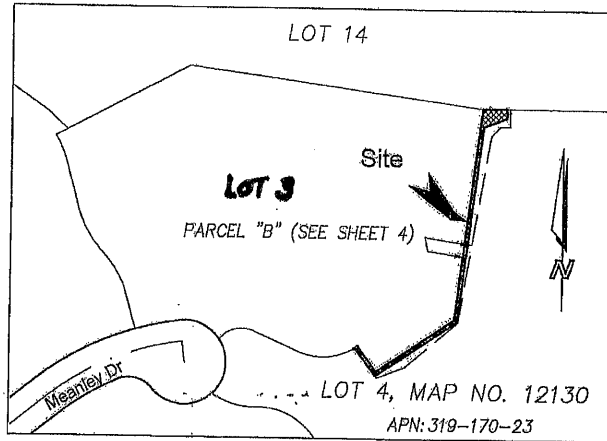 LOT 14
Site
LOT 3
PARCEL "B" (SEE SHEET 4)
N
Meanley Dr
LOT 4, MAP NO. 12130
APN: 319-170-23